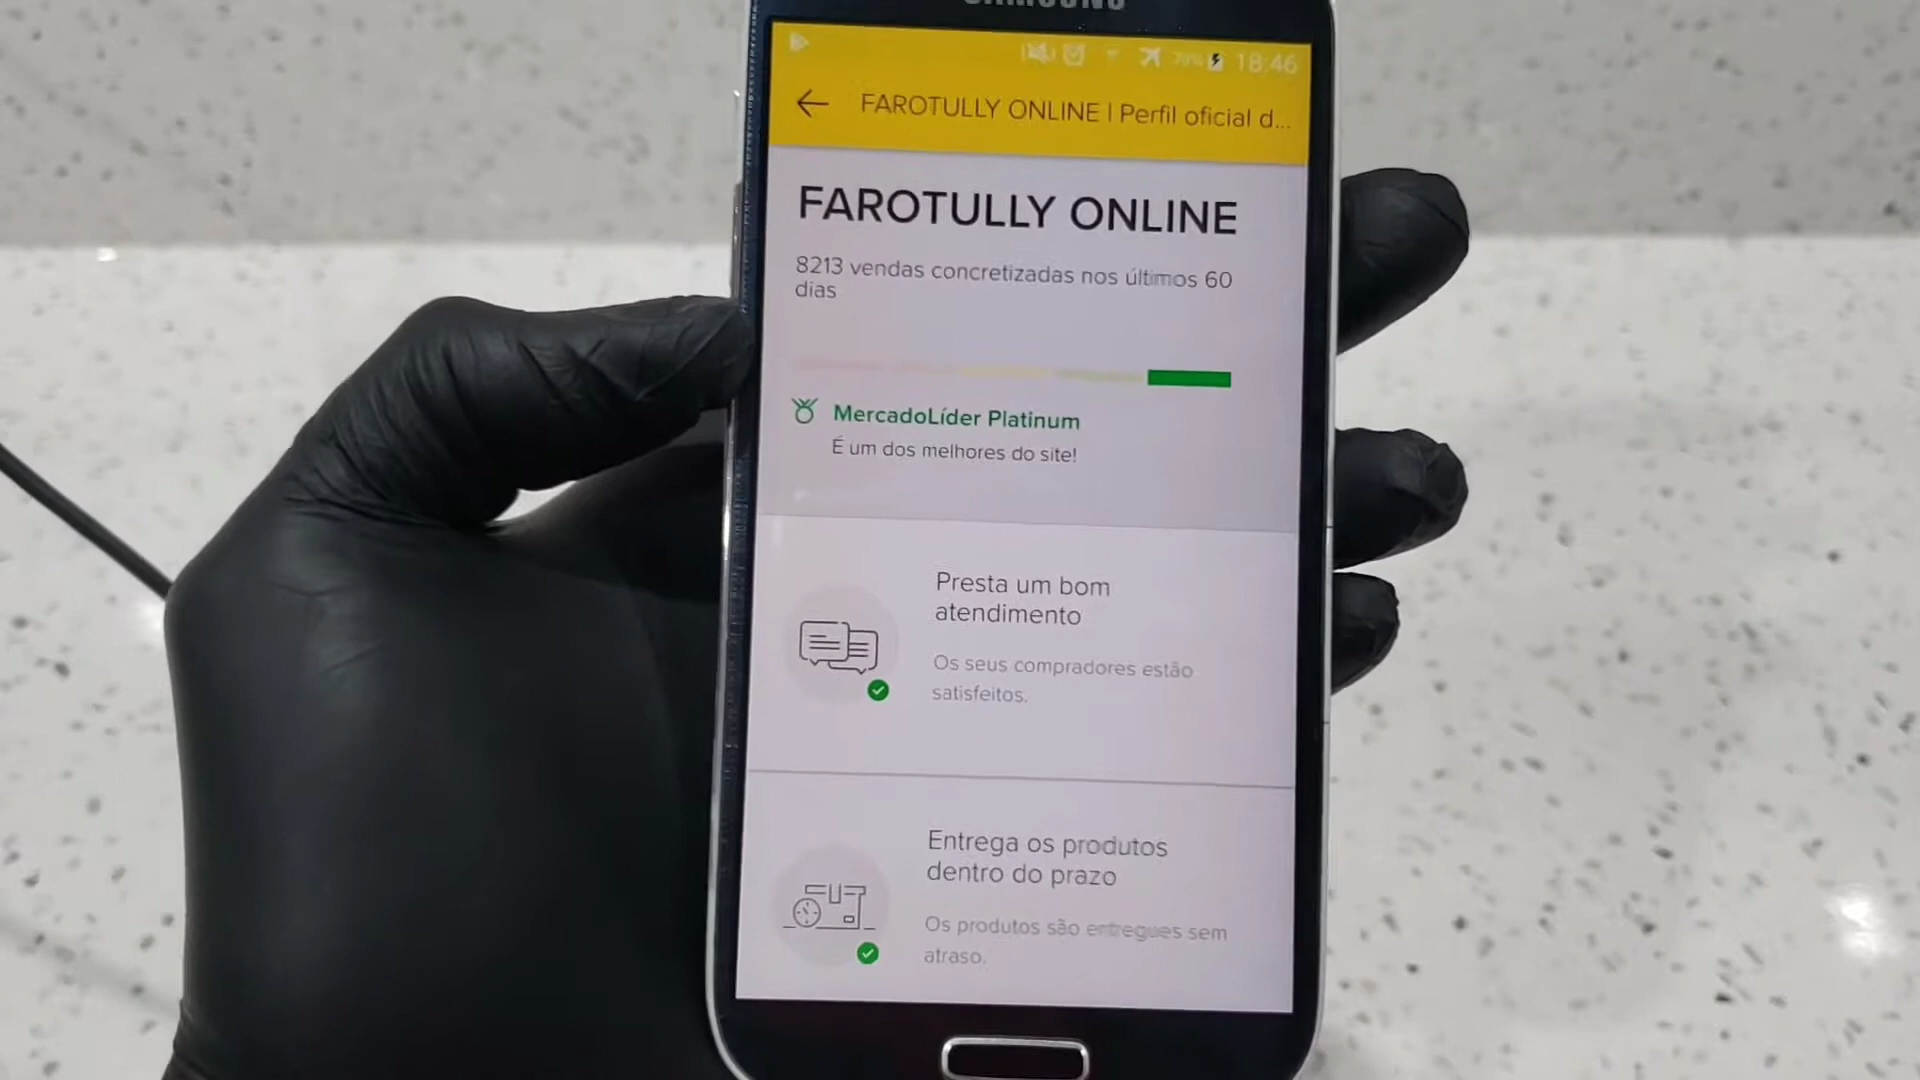 SAMSUNG
79% 18:46
FAROTULLY ONLINE | Perfil oficial d...
FAROTULLY ONLINE
8213 vendas concretizadas nos últimos 60
dias
MercadoLíder Platinum
É um dos melhores do site!
Presta um bom
atendimento
Os seus compradores estão
satisfeitos.
Entrega os produtos
dentro do prazo
Os produtos são entregues sem
atraso.